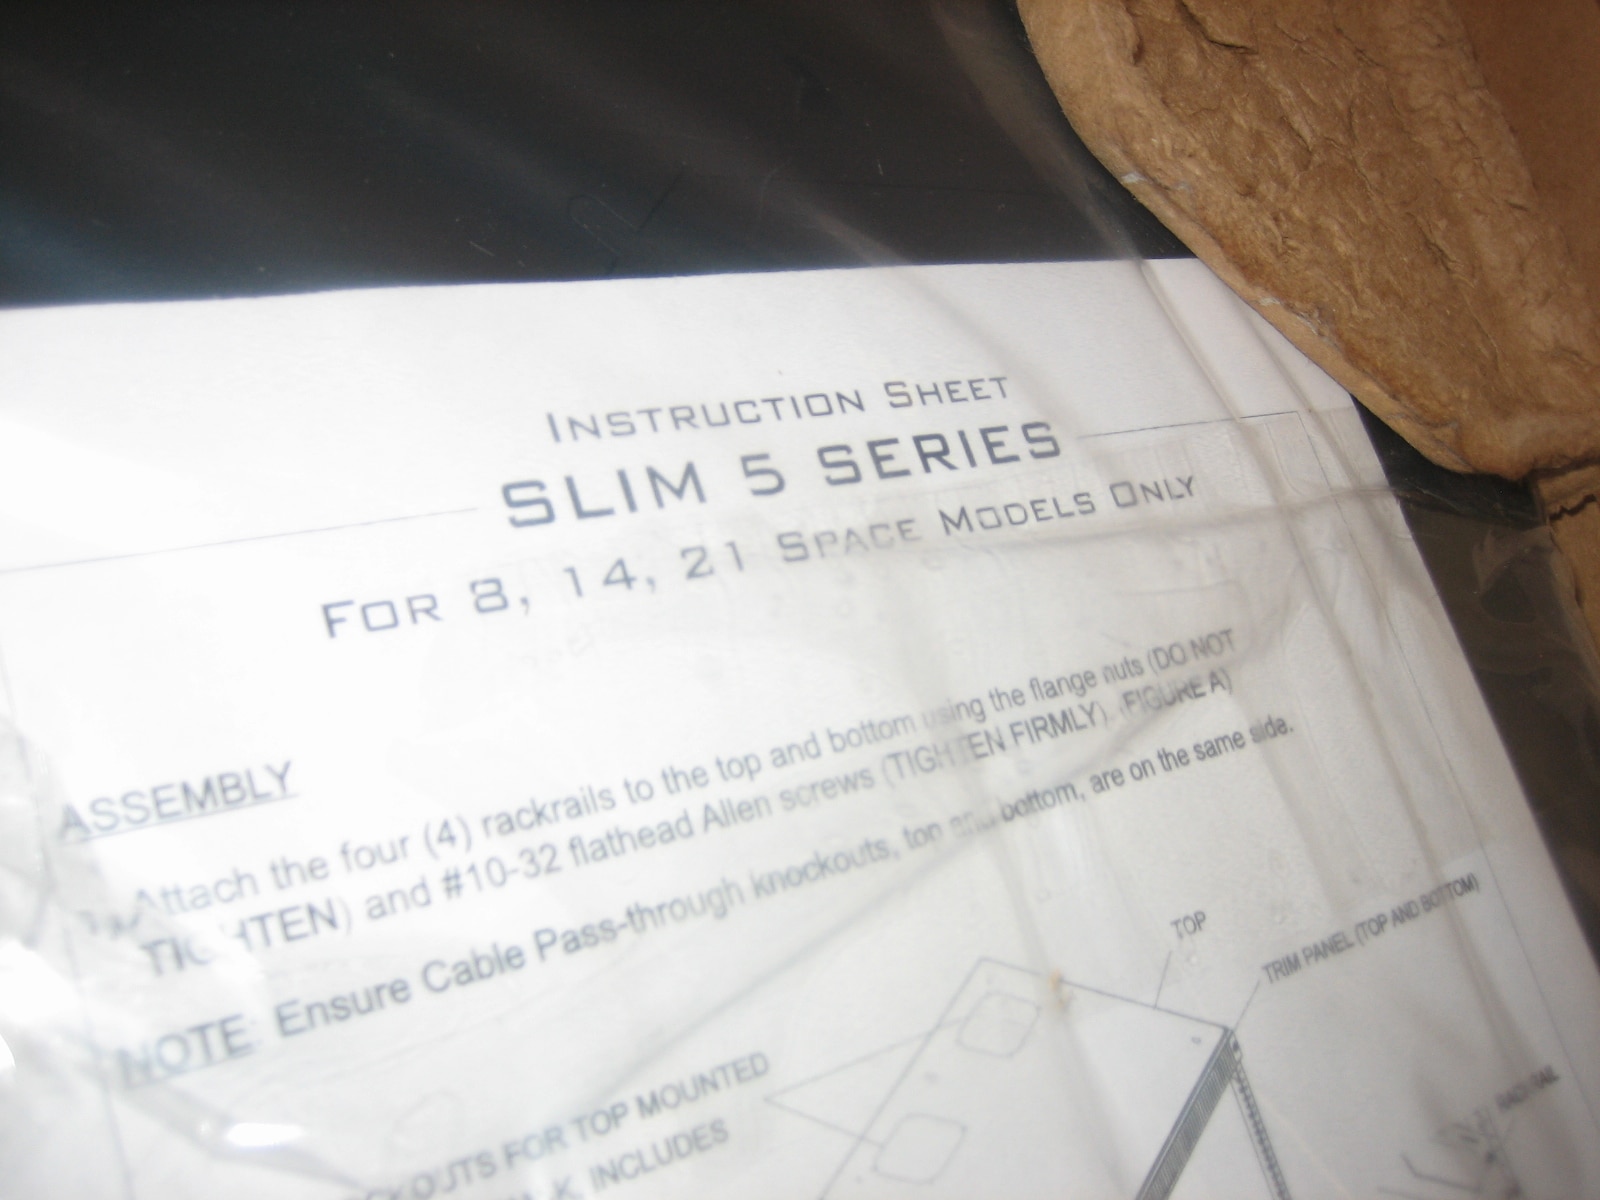 INSTRUCTION SHEET
SLIM 5 SERIES
FOR 8, 14, 21 SPACE MODELS ONLY
ASSEMBLY
Attach the four (4) rackrails to the top and bottom using the flange nuts (DO NOT
TIGHTEN) and #10-32 flathead Allen screws (TIGHTEN FIRMLY). (FIGURE A)
NOTE: Ensure Cable Pass-through knockouts, top and bottom, are on the same side.
TOP
TRIM PANEL (TOP AND BOTTOM)
RACKRAIL
FOR TOP MOUNTED
INCLUDES